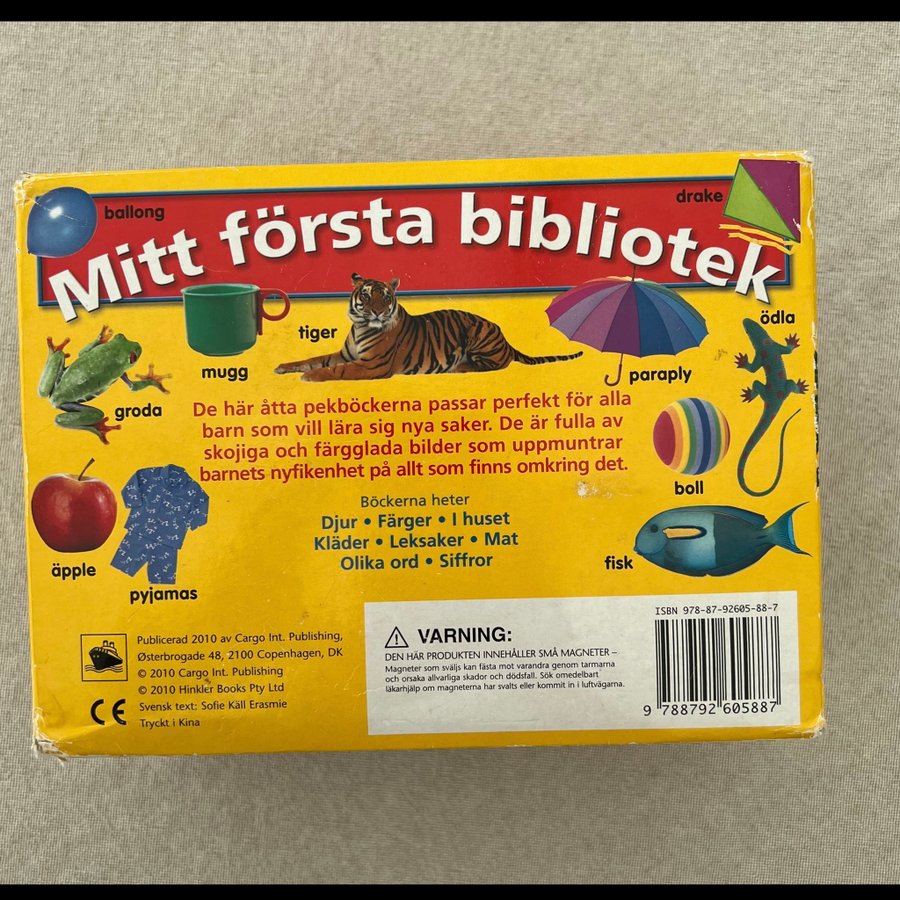 ballong
drake
Mitt första bibliotek
mugg
tiger
paraply
ödla
groda
De här åtta pekböckerna passar perfekt för alla
barn som vill lära sig nya saker. De är fulla av
skojiga och färgglada bilder som uppmuntrar
barnets nyfikenhet på allt som finns omkring det.
boll
äpple
pyjamas
fisk
Böckerna heter
Djur • Färger • I huset
Kläder • Leksaker • Mat
Olika ord • Siffror
Publicerad 2010 av Cargo Int. Publishing,
Østerbrogade 48, 2100 Copenhagen, DK
© 2010 Cargo Int. Publishing
© 2010 Hinkler Books Pty Ltd
Svensk text: Sofie Käll Erasmie
Tryckt i Kina
CE
VARNING:
DEN HÄR PRODUKTEN INNEHÅLLER SMÅ MAGNETER –
Magneter som sväljs kan fästa mot varandra genom tarmarna
och orsaka allvarliga skador och dödsfall. Sök omedelbart
läkarhjälp om magneterna har svalts eller kommit in i luftvägarna.
ISBN 978-87-92605-88-7
9 788792 605887